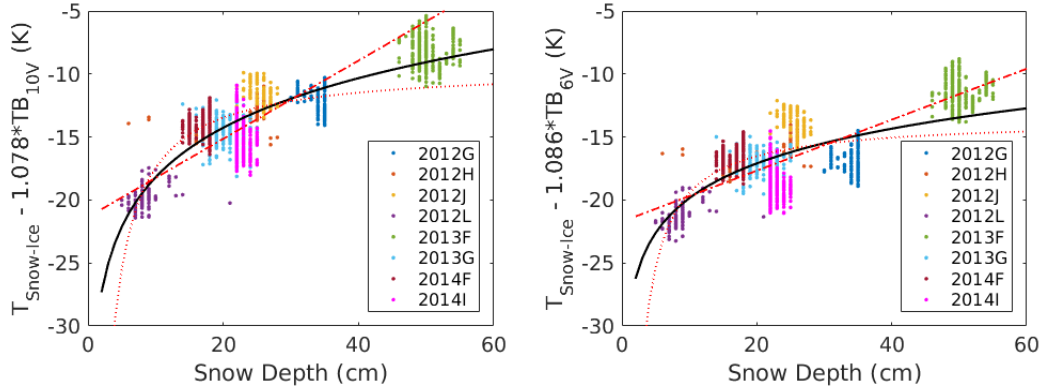 T_Snow-Ice - 1.078*TB_10V (K)
-5
-10
-15
-20
-25
-30
0 20 40 60
Snow Depth (cm)
2012G
2012H
2012J
2012L
2013F
2013G
2014F
2014I
T_Snow-Ice - 1.086*TB_6V (K)
-5
-10
-15
-20
-25
-30
0 20 40 60
Snow Depth (cm)
2012G
2012H
2012J
2012L
2013F
2013G
2014F
2014I